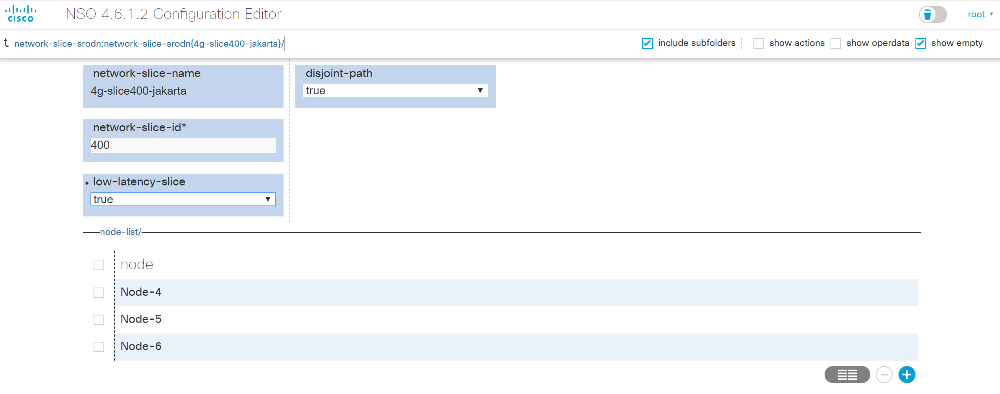 CISCO
NSO 4.6.1.2 Configuration Editor
root
network-slice-srodn:network-slice-srodn{4g-slice400-jakarta}/
include subfolders
show actions
show operdata
show empty
network-slice-name
4g-slice400-jakarta
disjoint-path
true
network-slice-id*
400
• low-latency-slice
true
node-list/
node
Node-4
Node-5
Node-6